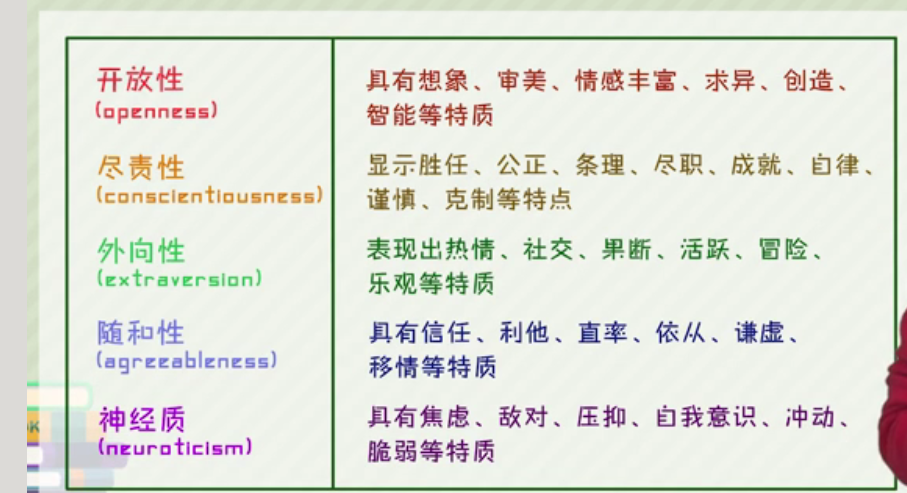 开放性
(openness)
具有想象、审美、情感丰富、求异、创造、
智能等特质
尽责性
(conscientiousness)
显示胜任、公正、条理、尽职、成就、自律、
谨慎、克制等特点
外向性
(extraversion)
表现出热情、社交、果断、活跃、冒险、
乐观等特质
随和性
(agreeableness)
具有信任、利他、直率、依从、谦虚、
移情等特质
神经质
(neuroticism)
具有焦虑、敌对、压抑、自我意识、冲动、
脆弱等特质